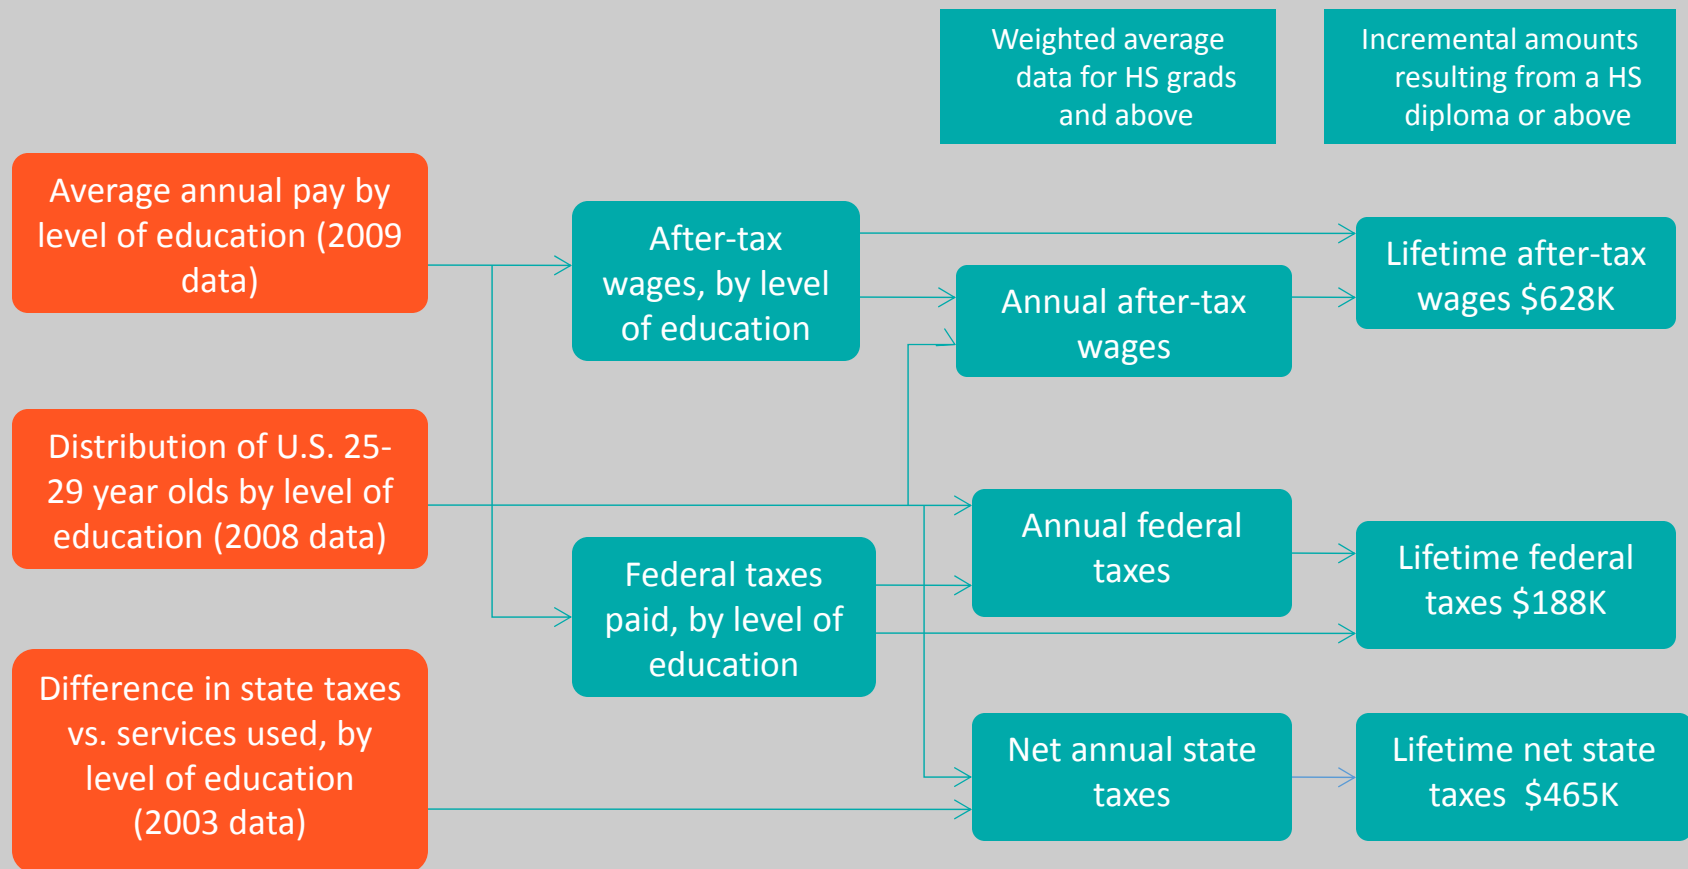 Weighted average
data for HS grads
and above
Incremental amounts
resulting from a HS
diploma or above
Average annual pay by
level of education (2009
data)
After-tax
wages, by level
of education
Annual after-tax
wages
Lifetime after-tax
wages $628K
Distribution of U.S. 25-
29 year olds by level of
education (2008 data)
Federal taxes
paid, by level of
education
Annual federal
taxes
Lifetime federal
taxes $188K
Difference in state taxes
vs. services used, by
level of education
(2003 data)
Net annual state
taxes
Lifetime net state
taxes  $465K